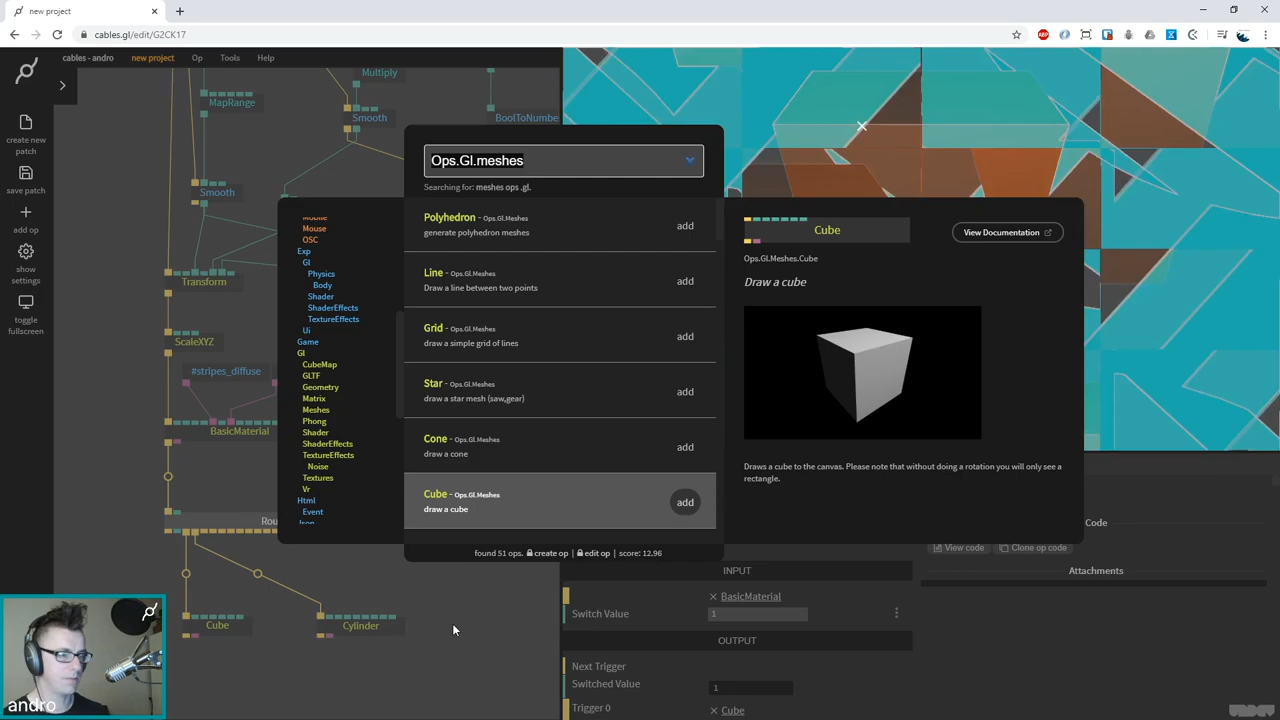 new project
cables.gl/edit/G2CK17
cables - andro
new project
Op
Tools
Help
create new
patch
save patch
add op
show
settings
toggle
fullscreen
Multiply
MapRange
Smooth
BoolToNumbe
Smooth
Transform
ScaleXYZ
#stripes_diffuse
BasicMaterial
Rou
Cube
Cylinder
andro
Ops.Gl.meshes
Searching for: meshes ops .gl.
Mobile
Mouse
OSC
Exp
Gl
Physics
Body
Shader
ShaderEffects
TextureEffects
Ui
Game
Gl
CubeMap
GLTF
Geometry
Matrix
Meshes
Phong
Shader
ShaderEffects
TextureEffects
Noise
Textures
Vr
Html
Event
Polyhedron - Ops.Gl.Meshes
generate polyhedron meshes
add
Line - Ops.Gl.Meshes
Draw a line between two points
add
Grid - Ops.Gl.Meshes
draw a simple grid of lines
add
Star - Ops.Gl.Meshes
draw a star mesh (saw,gear)
add
Cone - Ops.Gl.Meshes
draw a cone
add
Cube - Ops.Gl.Meshes
draw a cube
add
found 51 ops. create op | edit op | score: 12.96
Cube
View Documentation
Ops.Gl.Meshes.Cube
Draw a cube
Draws a cube to the canvas. Please note that without doing a rotation you will only see a
rectangle.
Code
View code
Clone op code
Attachments
INPUT
BasicMaterial
Switch Value
1
OUTPUT
Next Trigger
Switched Value
1
Trigger 0
Cube